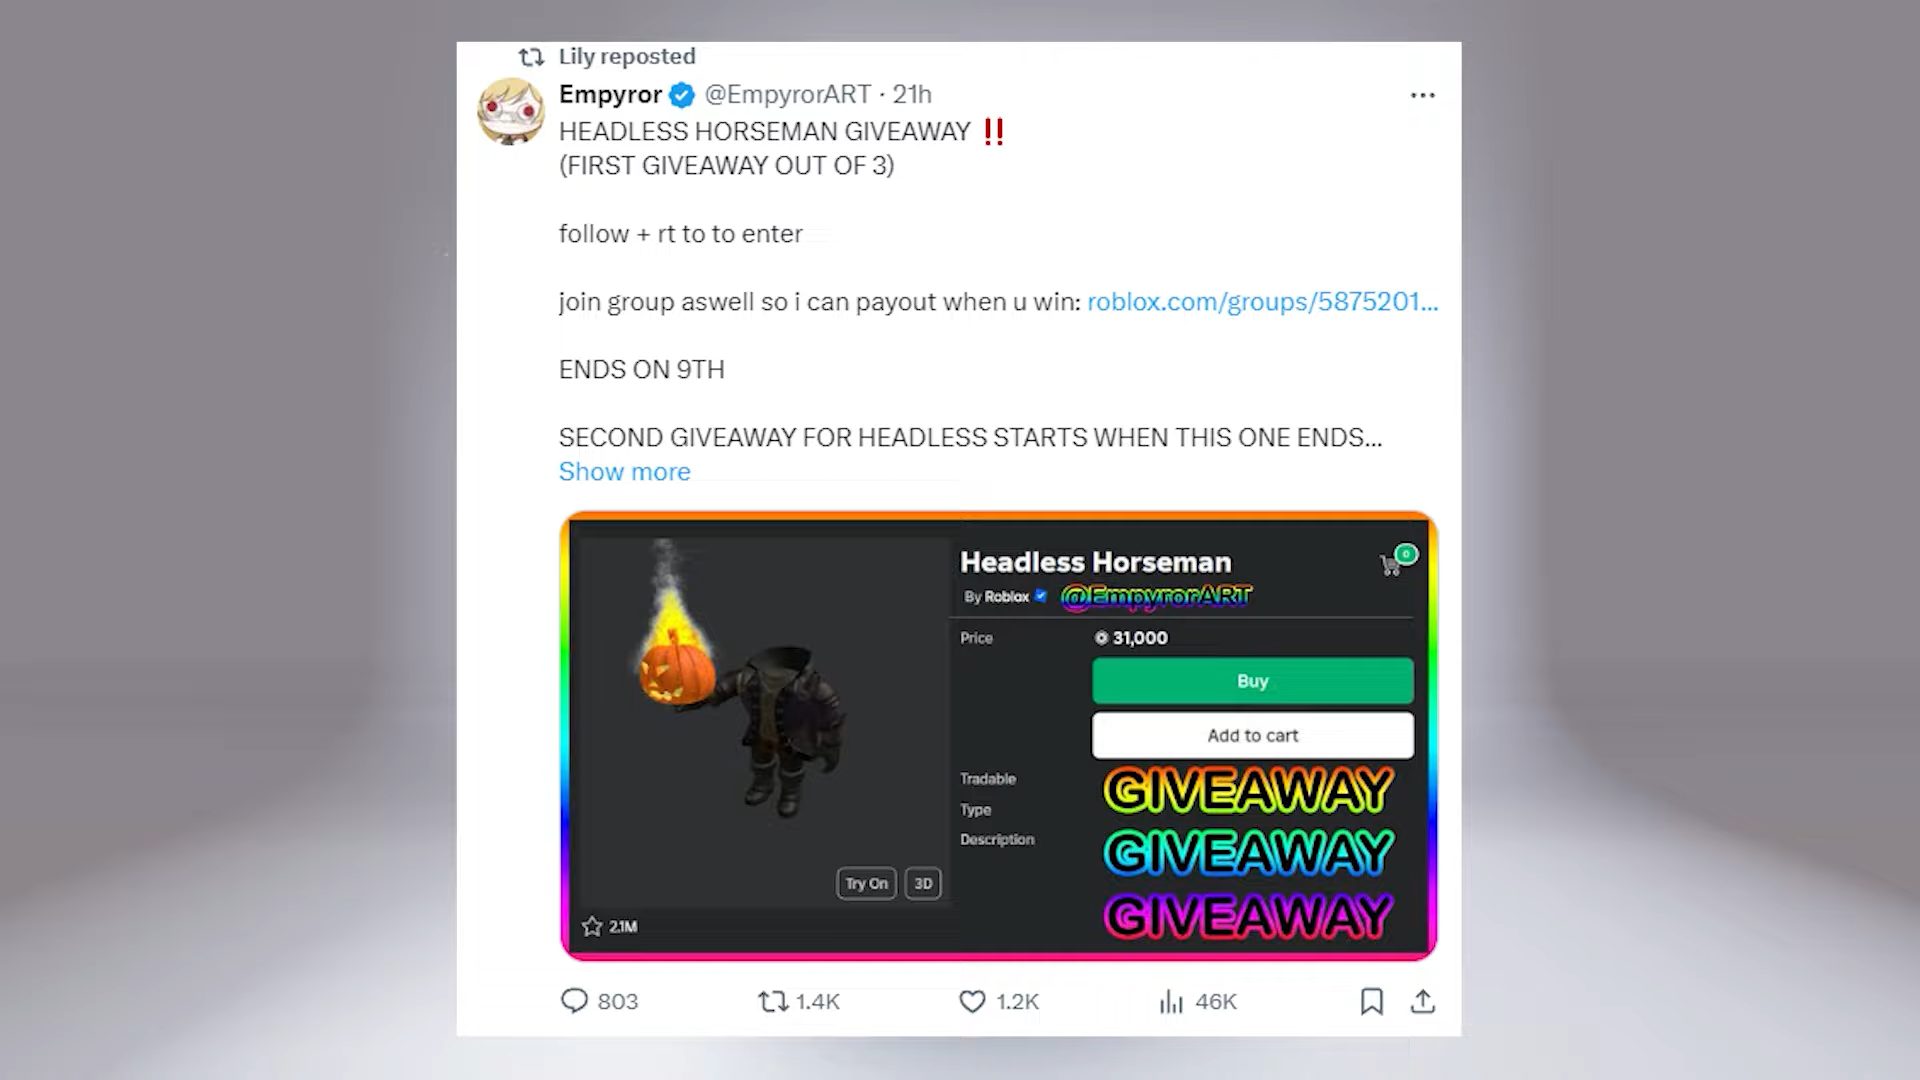 Lily reposted
Empyror @EmpyrorART · 21h
HEADLESS HORSEMAN GIVEAWAY ‼️
(FIRST GIVEAWAY OUT OF 3)
follow + rt to to enter
join group aswell so i can payout when u win: roblox.com/groups/5875201...
ENDS ON 9TH
SECOND GIVEAWAY FOR HEADLESS STARTS WHEN THIS ONE ENDS...
Show more
Headless Horseman
0
By Roblox @EmpyrorART
Price 31,000
Buy
Add to cart
Tradable
Type
Description
GIVEAWAY
GIVEAWAY
GIVEAWAY
Try On 3D
2.1M
803 1.4K 1.2K 46K